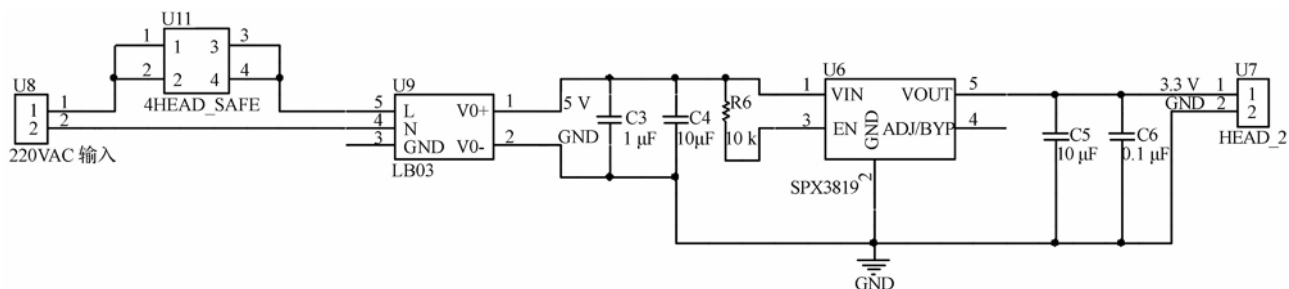 U11
1
1
3
3
2
2
4
4
4HEAD_SAFE
U8
1
1
2
2
220VAC 输入
U9
5
L
V0+
1
4
N
3
GND
V0-
2
LB03
5 V
GND
C3
1 μF
C4
10μF
R6
10 k
U6
1
VIN
VOUT
5
3
EN
GND
ADJ/BYP
4
2
SPX3819
GND
C5
10 μF
C6
0.1 μF
3.3 V
GND
U7
1
1
2
2
HEAD_2